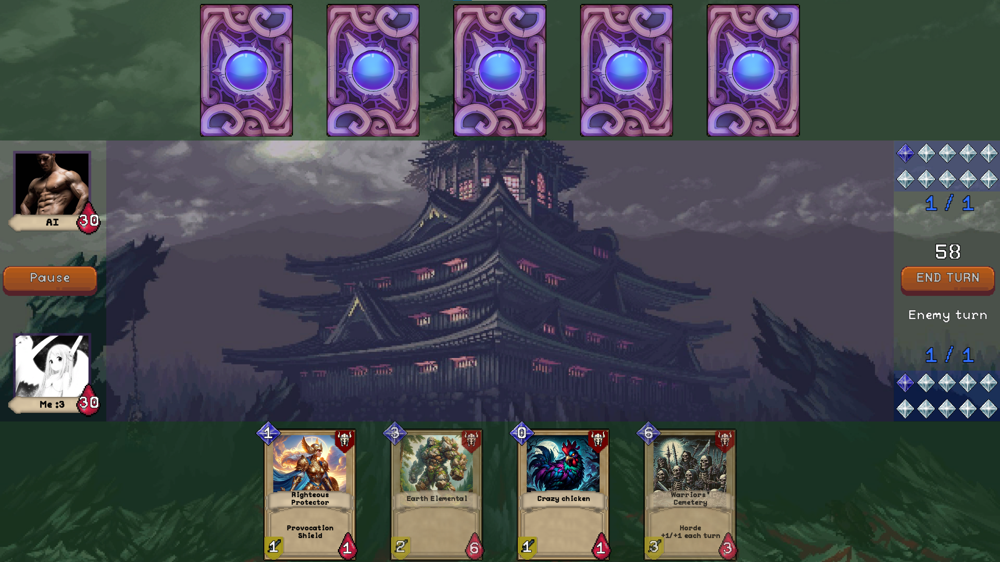 1 / 1
AI
30
58
Pause
END TURN
Enemy turn
1 / 1
Me :3
30
1
Righteous
Protector
Provocation
Shield
1
1
3
Earth Elemental
2
6
0
Crazy chicken
1
1
6
Warriors'
Cemetery
Horde
+1/+1 each turn
3
3